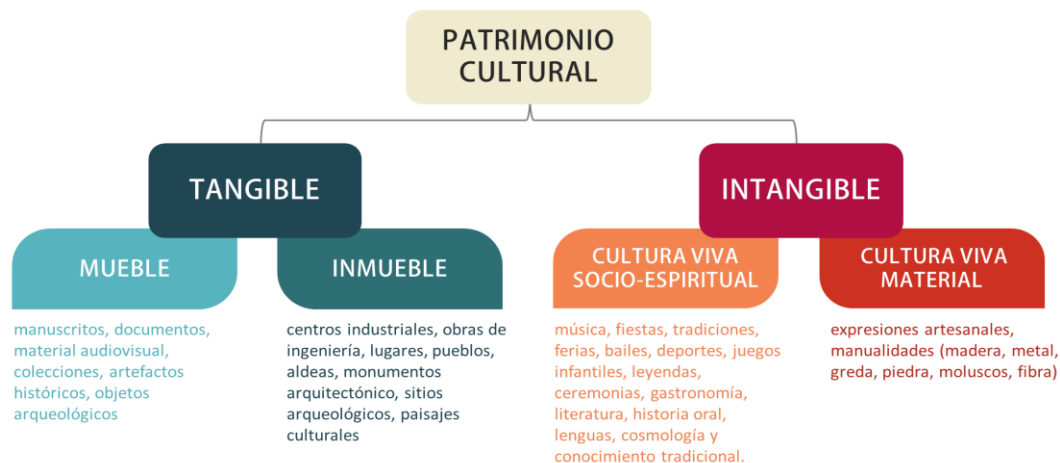 PATRIMONIO
CULTURAL
TANGIBLE
INTANGIBLE
MUEBLE
INMUEBLE
CULTURA VIVA
SOCIO-ESPIRITUAL
CULTURA VIVA
MATERIAL
manuscritos, documentos,
material audiovisual,
colecciones, artefactos
históricos, objetos
arqueológicos
centros industriales, obras de
ingeniería, lugares, pueblos,
aldeas, monumentos
arquitectónico, sitios
arqueológicos, paisajes
culturales
música, fiestas, tradiciones,
ferias, bailes, deportes, juegos
infantiles, leyendas,
ceremonias, gastronomía,
literatura, historia oral,
lenguas, cosmología y
conocimiento tradicional.
expresiones artesanales,
manualidades (madera, metal,
greda, piedra, moluscos, fibra)